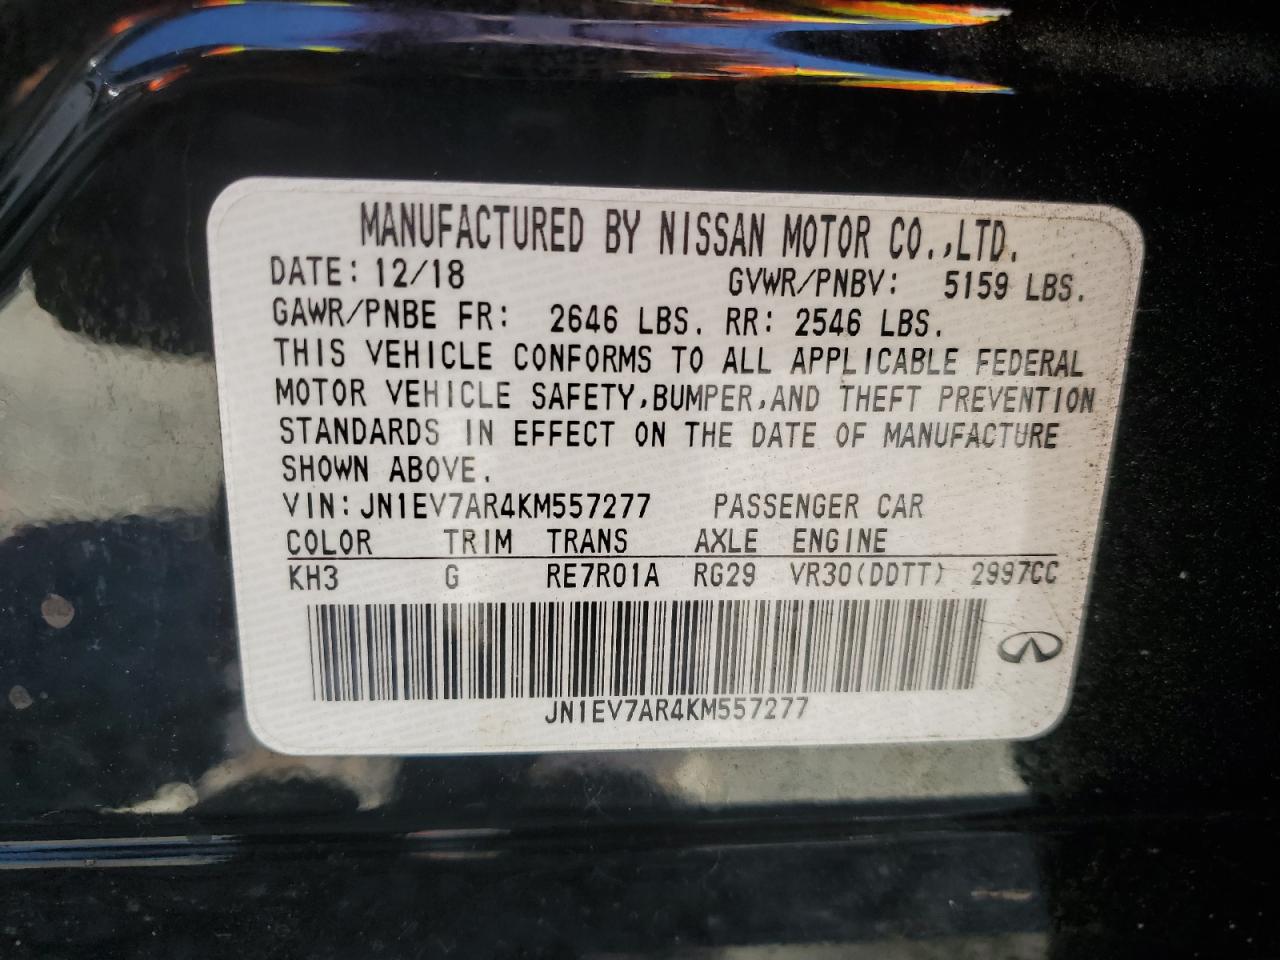 MANUFACTURED BY NISSAN MOTOR CO.,LTD.
DATE: 12/18 GVWR/PNBV: 5159 LBS.
GAWR/PNBE FR: 2646 LBS. RR: 2546 LBS.
THIS VEHICLE CONFORMS TO ALL APPLICABLE FEDERAL
MOTOR VEHICLE SAFETY,BUMPER,AND THEFT PREVENTION
STANDARDS IN EFFECT ON THE DATE OF MANUFACTURE
SHOWN ABOVE.
VIN:JN1EV7AR4KM557277 PASSENGER CAR
COLOR TRIM TRANS AXLE ENGINE
KH3 G RE7R01A RG29 VR30(DDTT) 2997CC
JN1EV7AR4KM557277